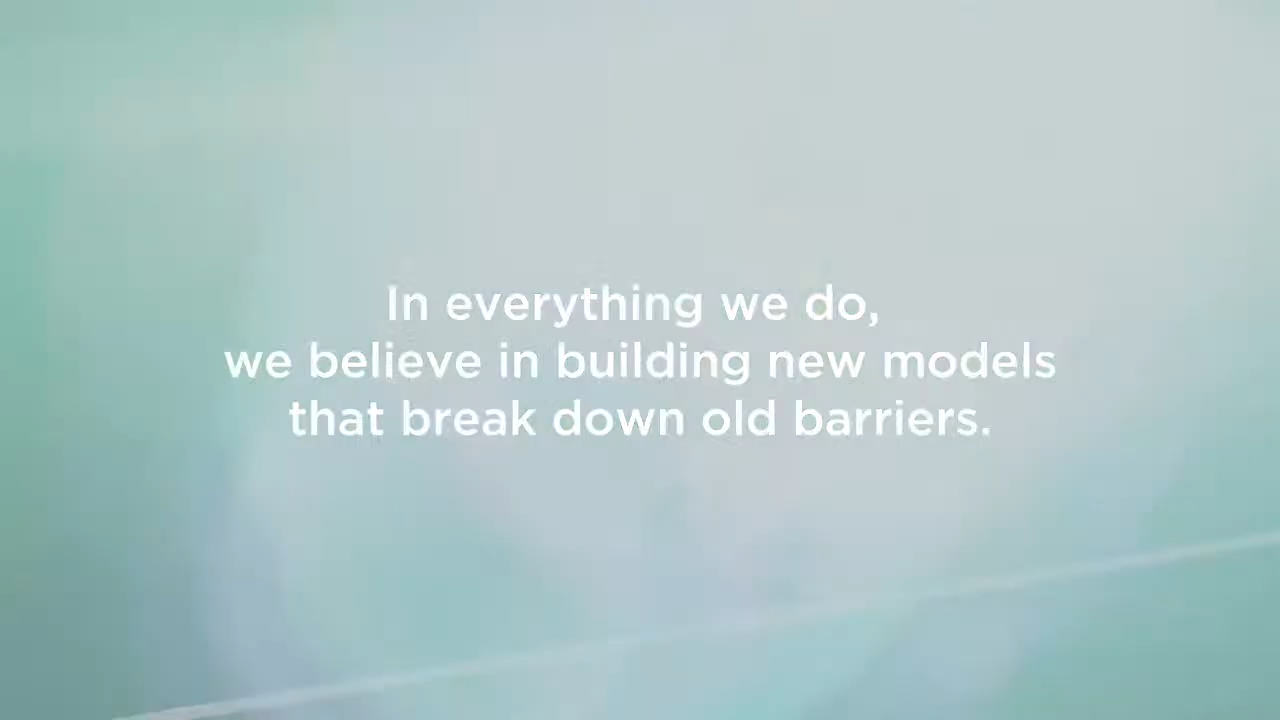 In everything we do,
we believe in building new models
that break down old barriers.